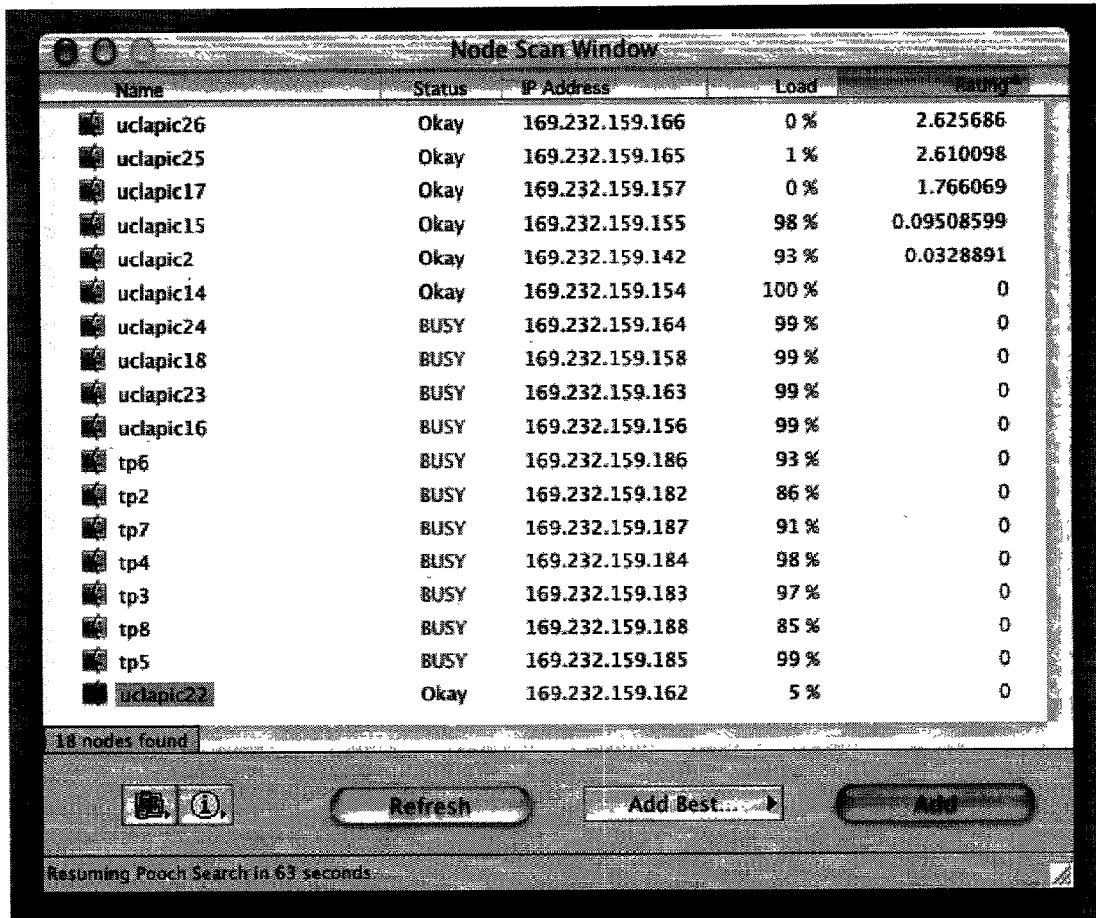 Node Scan Window
Name Status IP Address Load Rating
uclapic26 Okay 169.232.159.166 0 % 2.625686
uclapic25 Okay 169.232.159.165 1 % 2.610098
uclapic17 Okay 169.232.159.157 0 % 1.766069
uclapic15 Okay 169.232.159.155 98 % 0.09508599
uclapic2 Okay 169.232.159.142 93 % 0.0328891
uclapic14 Okay 169.232.159.154 100 % 0
uclapic24 BUSY 169.232.159.164 99 % 0
uclapic18 BUSY 169.232.159.158 99 % 0
uclapic23 BUSY 169.232.159.163 99 % 0
uclapic16 BUSY 169.232.159.156 99 % 0
tp6 BUSY 169.232.159.186 93 % 0
tp2 BUSY 169.232.159.182 86 % 0
tp7 BUSY 169.232.159.187 91 % 0
tp4 BUSY 169.232.159.184 98 % 0
tp3 BUSY 169.232.159.183 97 % 0
tp8 BUSY 169.232.159.188 85 % 0
tp5 BUSY 169.232.159.185 99 % 0
uclapic22 Okay 169.232.159.162 5 % 0
18 nodes found
Refresh Add Best... Add
Resuming Pooch Search in 63 seconds